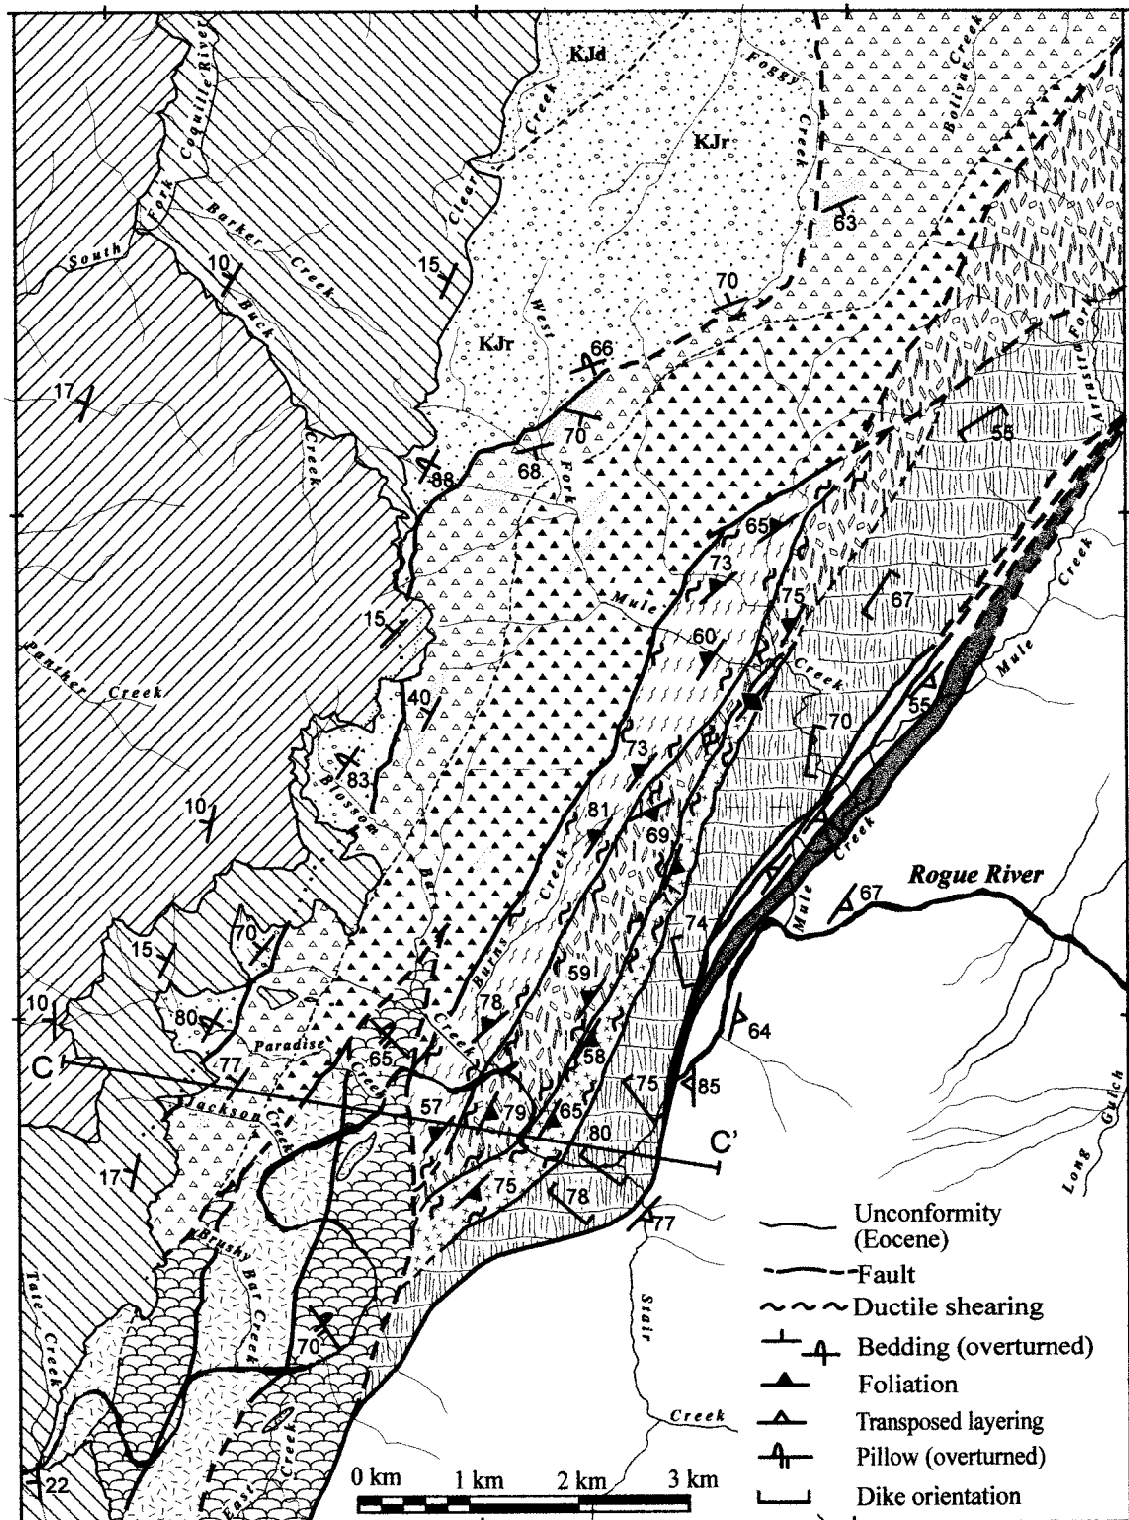 KJd
Foggy
Creek
Bolivar Creek
South Fork Coquille River
Creek
Clear
KJr
Barker
Creek
63
10
15
Buck
Creek
West
70
KJr
66
Fork
17
70
55
Arrastra Fork
68
88
65
73
Creek
75
Mule
67
15
60
Mule
Creek
Panther Creek
40
55
70
73
83
Blossom
Bar
10
81
69
Creek
71
Creek
Mule
Rogue River
67
74
70
15
Burns
Creek
59
10
80
78
64
C
Paradise
Creek
65
58
77
75
85
Jackson
Creek
57
79
65
80
C'
Long Gulch
17
75
78
77
Unconformity
(Eocene)
Brushy
Bar Creek
Fault
Tate
Creek
Stair
Creek
Ductile shearing
70
Bedding (overturned)
Foliation
Transposed layering
East
Creek
Pillow (overturned)
22
0 km 1 km 2 km 3 km
Dike orientation